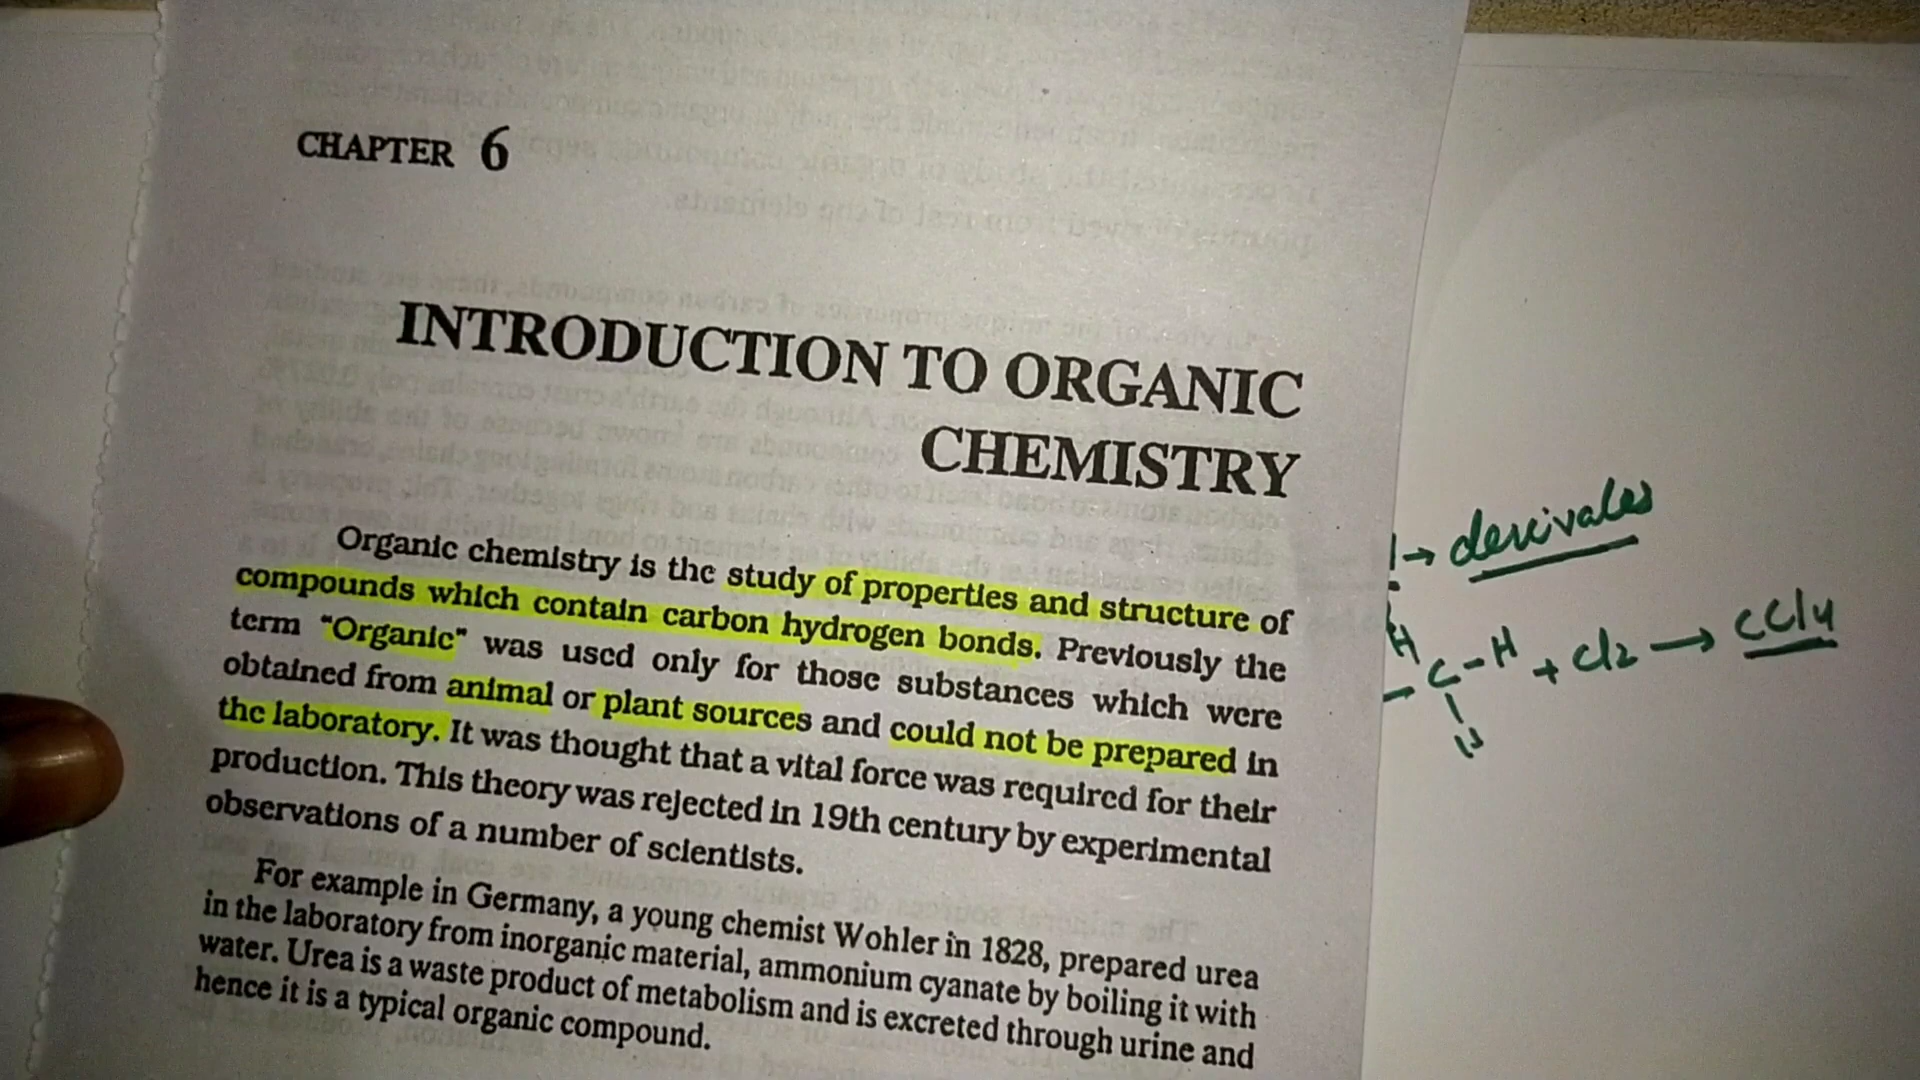 CHAPTER 6
INTRODUCTION TO ORGANIC
CHEMISTRY
Organic chemistry is the study of properties and structure of
compounds which contain carbon hydrogen bonds. Previously the
term "Organic" was used only for those substances which were
obtained from animal or plant sources and could not be prepared in
the laboratory. It was thought that a vital force was required for their
production. This theory was rejected in 19th century by experimental
observations of a number of scientists.
For example in Germany, a young chemist Wohler in 1828, prepared urea
in the laboratory from inorganic material, ammonium cyanate by boiling it with
water. Urea is a waste product of metabolism and is excreted through urine and
hence it is a typical organic compound.
→ derivales
H
C-H + Cl2 → CCl4
H